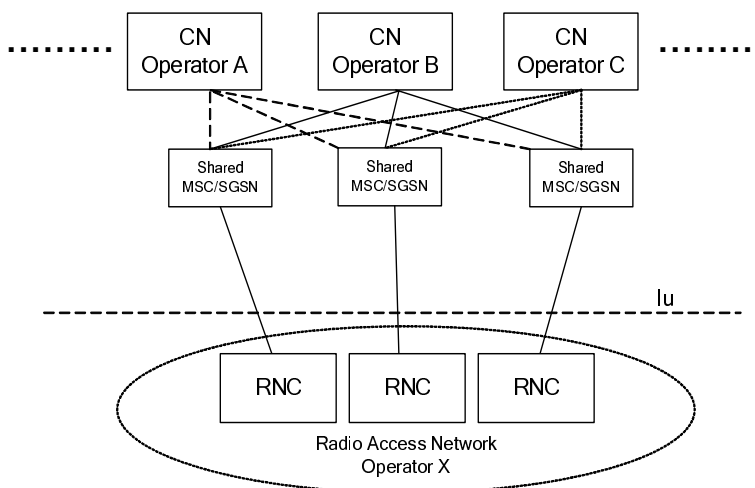 CN
Operator A
CN
Operator B
CN
Operator C
Shared
MSC/SGSN
Shared
MSC/SGSN
Shared
MSC/SGSN
Iu
RNC
RNC
RNC
Radio Access Network
Operator X